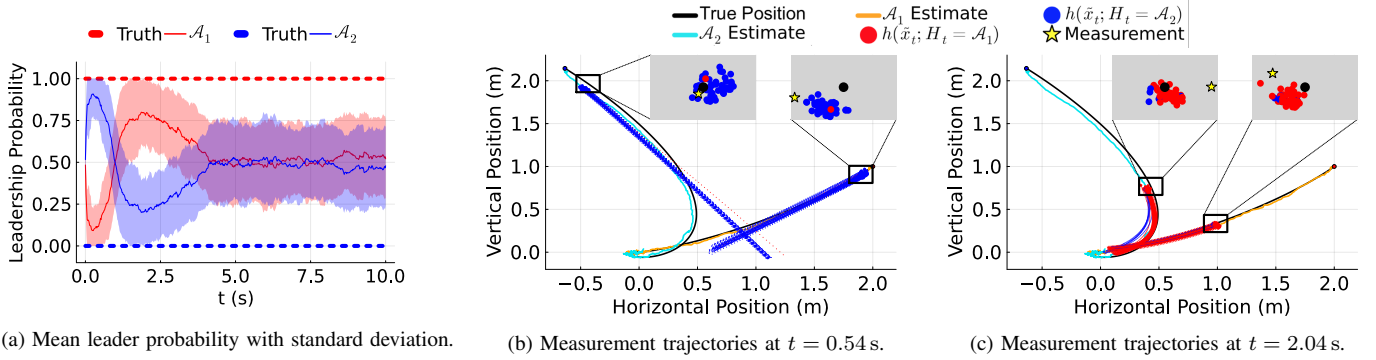 Truth — 𝒜₁ Truth — 𝒜₂
1.00
0.75
0.50
0.25
0.00
Leadership Probability
0.0 2.5 5.0 7.5 10.0
t (s)
(a) Mean leader probability with standard deviation.
True Position 𝒜₁ Estimate h(x̃ₜ; Hₜ = 𝒜₂)
𝒜₂ Estimate h(x̃ₜ; Hₜ = 𝒜₁) Measurement
2.0
1.5
1.0
0.5
0.0
Vertical Position (m)
−0.5 0.0 0.5 1.0 1.5 2.0
Horizontal Position (m)
(b) Measurement trajectories at t = 0.54 s.
2.0
1.5
1.0
0.5
0.0
Vertical Position (m)
−0.5 0.0 0.5 1.0 1.5 2.0
Horizontal Position (m)
(c) Measurement trajectories at t = 2.04 s.